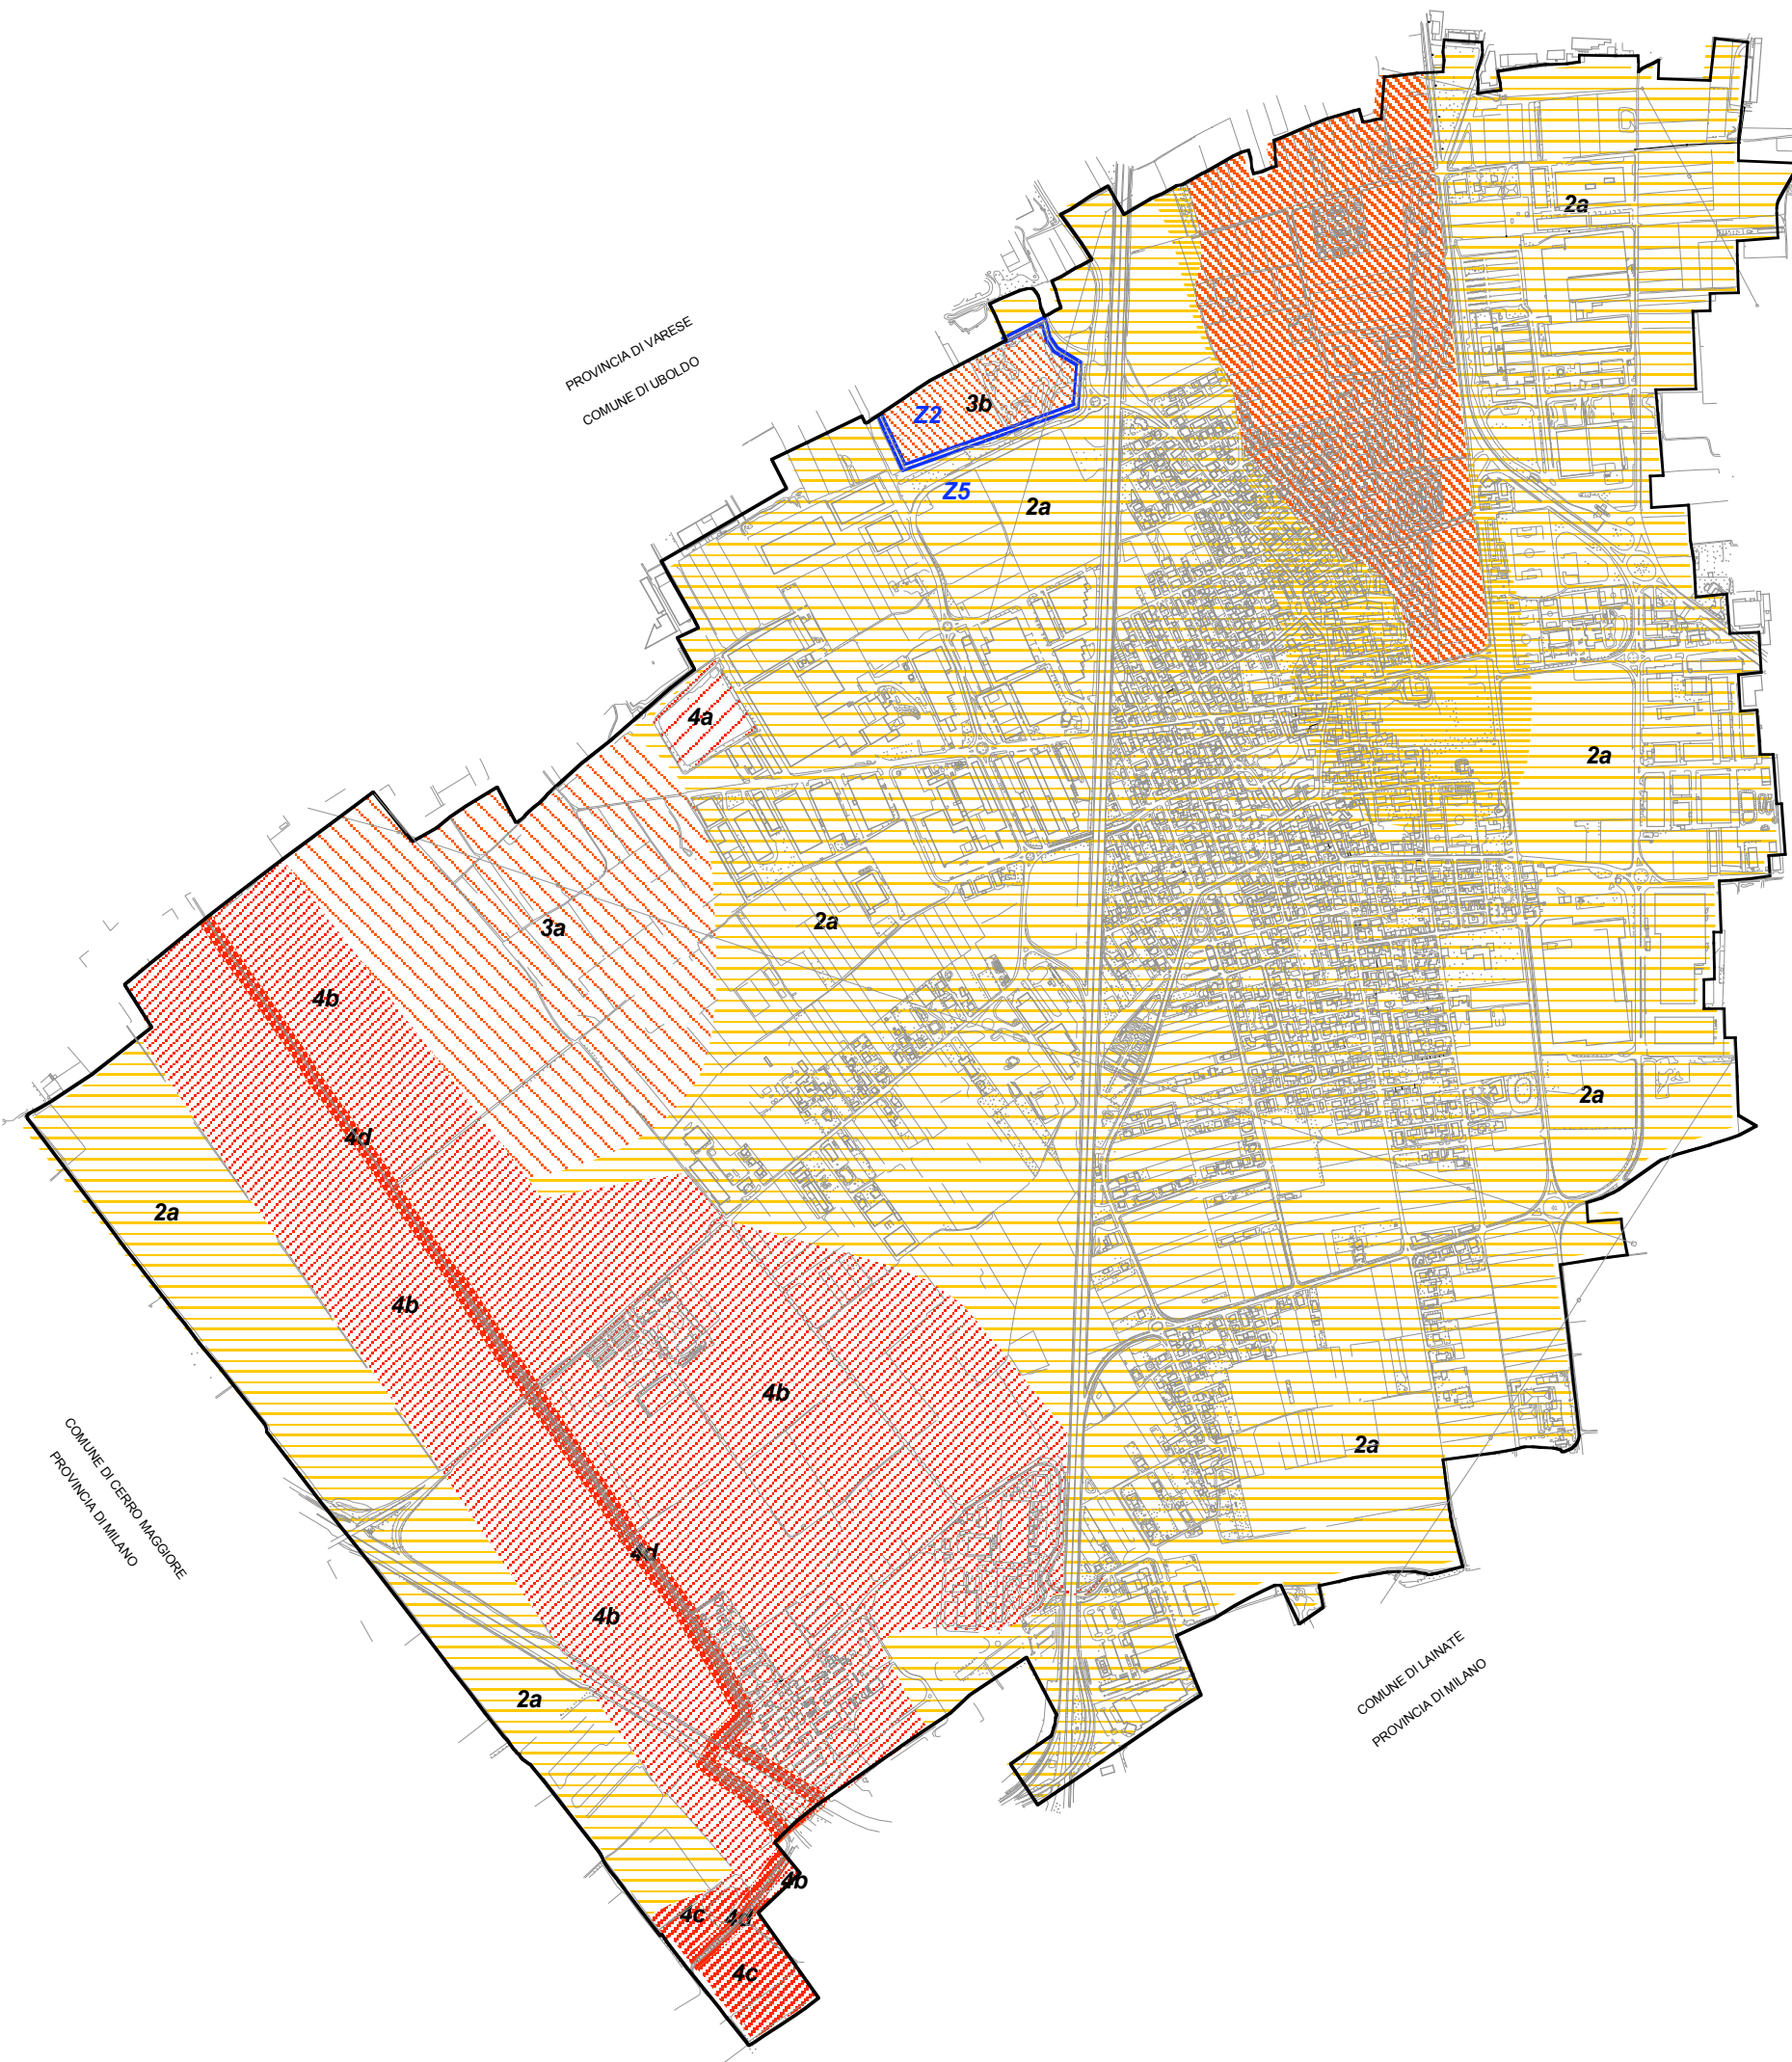 2a
PROVINCIA DI VARESE
COMUNE DI UBOLDO
3b
Z2
Z5
2a
4a
2a
3a
2a
4b
2a
4d
2a
4b
4b
2a
COMUNE DI CERRO MAGGIORE
PROVINCIA DI MILANO
4d
4b
2a
COMUNE DI LAINATE
PROVINCIA DI MILANO
4b
4c
4d
4c